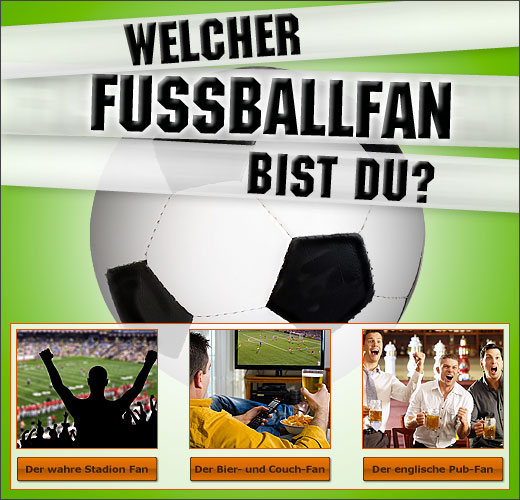 WELCHER
FUSSBALLFAN
BIST DU?
Der wahre Stadion Fan
Der Bier- und Couch-Fan
Der englische Pub-Fan